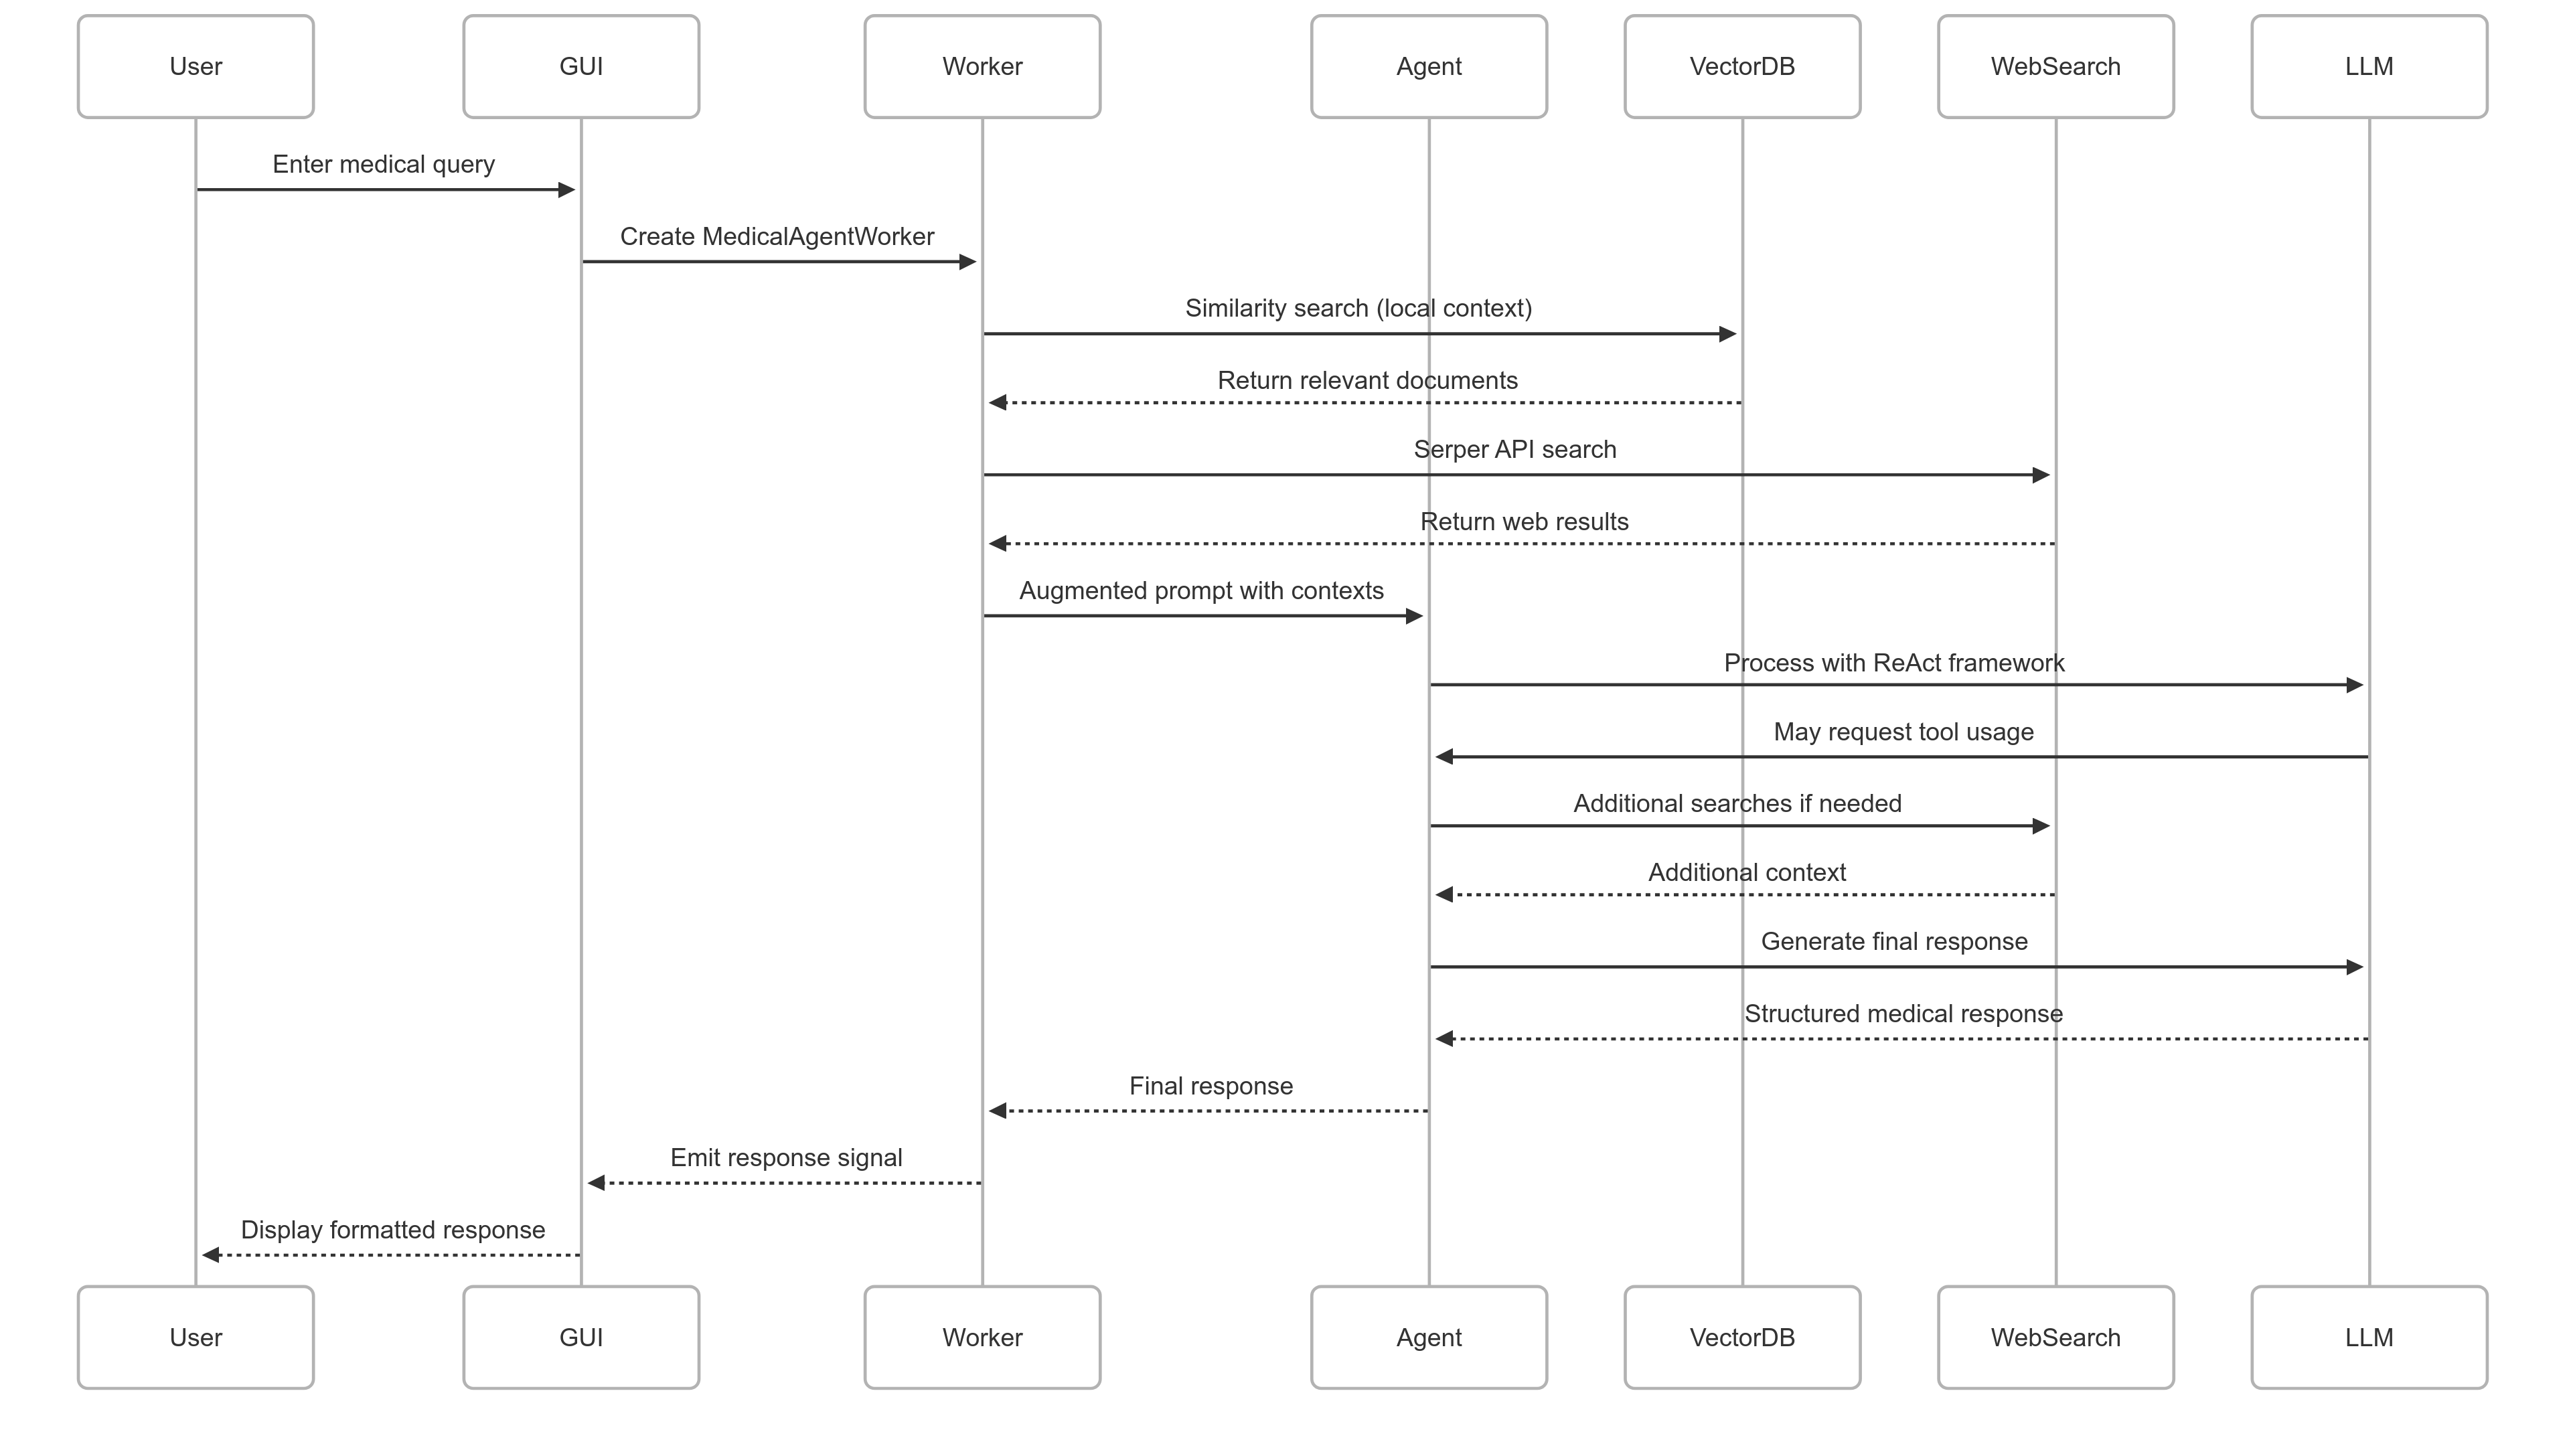 User
GUI
Worker
Agent
VectorDB
WebSearch
LLM
Enter medical query
Create MedicalAgentWorker
Similarity search (local context)
Return relevant documents
Serper API search
Return web results
Augmented prompt with contexts
Process with ReAct framework
May request tool usage
Additional searches if needed
Additional context
Generate final response
Structured medical response
Final response
Emit response signal
Display formatted response
User
GUI
Worker
Agent
VectorDB
WebSearch
LLM